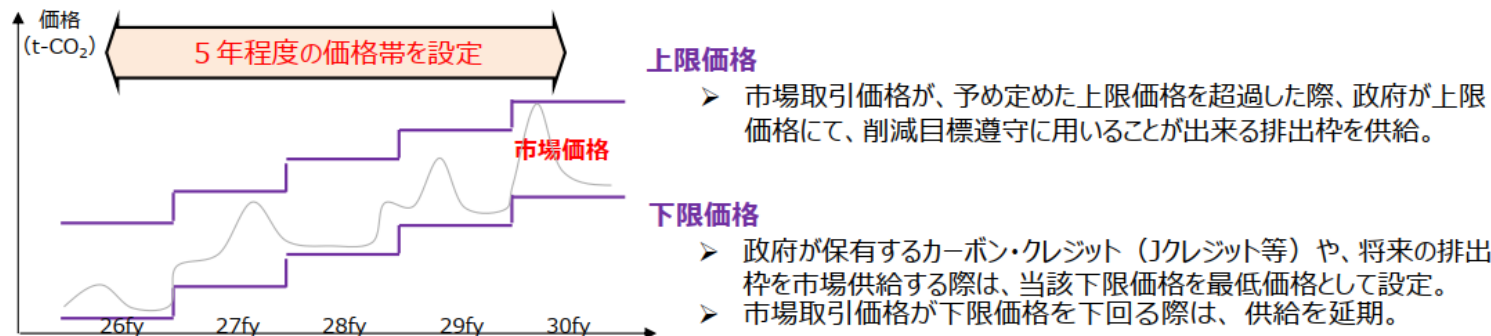 価格
（t-CO₂）
５年程度の価格帯を設定
市場価格
26fy
27fy
28fy
29fy
30fy
上限価格
➢ 市場取引価格が、予め定めた上限価格を超過した際、政府が上限
価格にて、削減目標遵守に用いることが出来る排出枠を供給。
下限価格
➢ 政府が保有するカーボン・クレジット（Jクレジット等）や、将来の排出
枠を市場供給する際は、当該下限価格を最低価格として設定。
➢ 市場取引価格が下限価格を下回る際は、供給を延期。